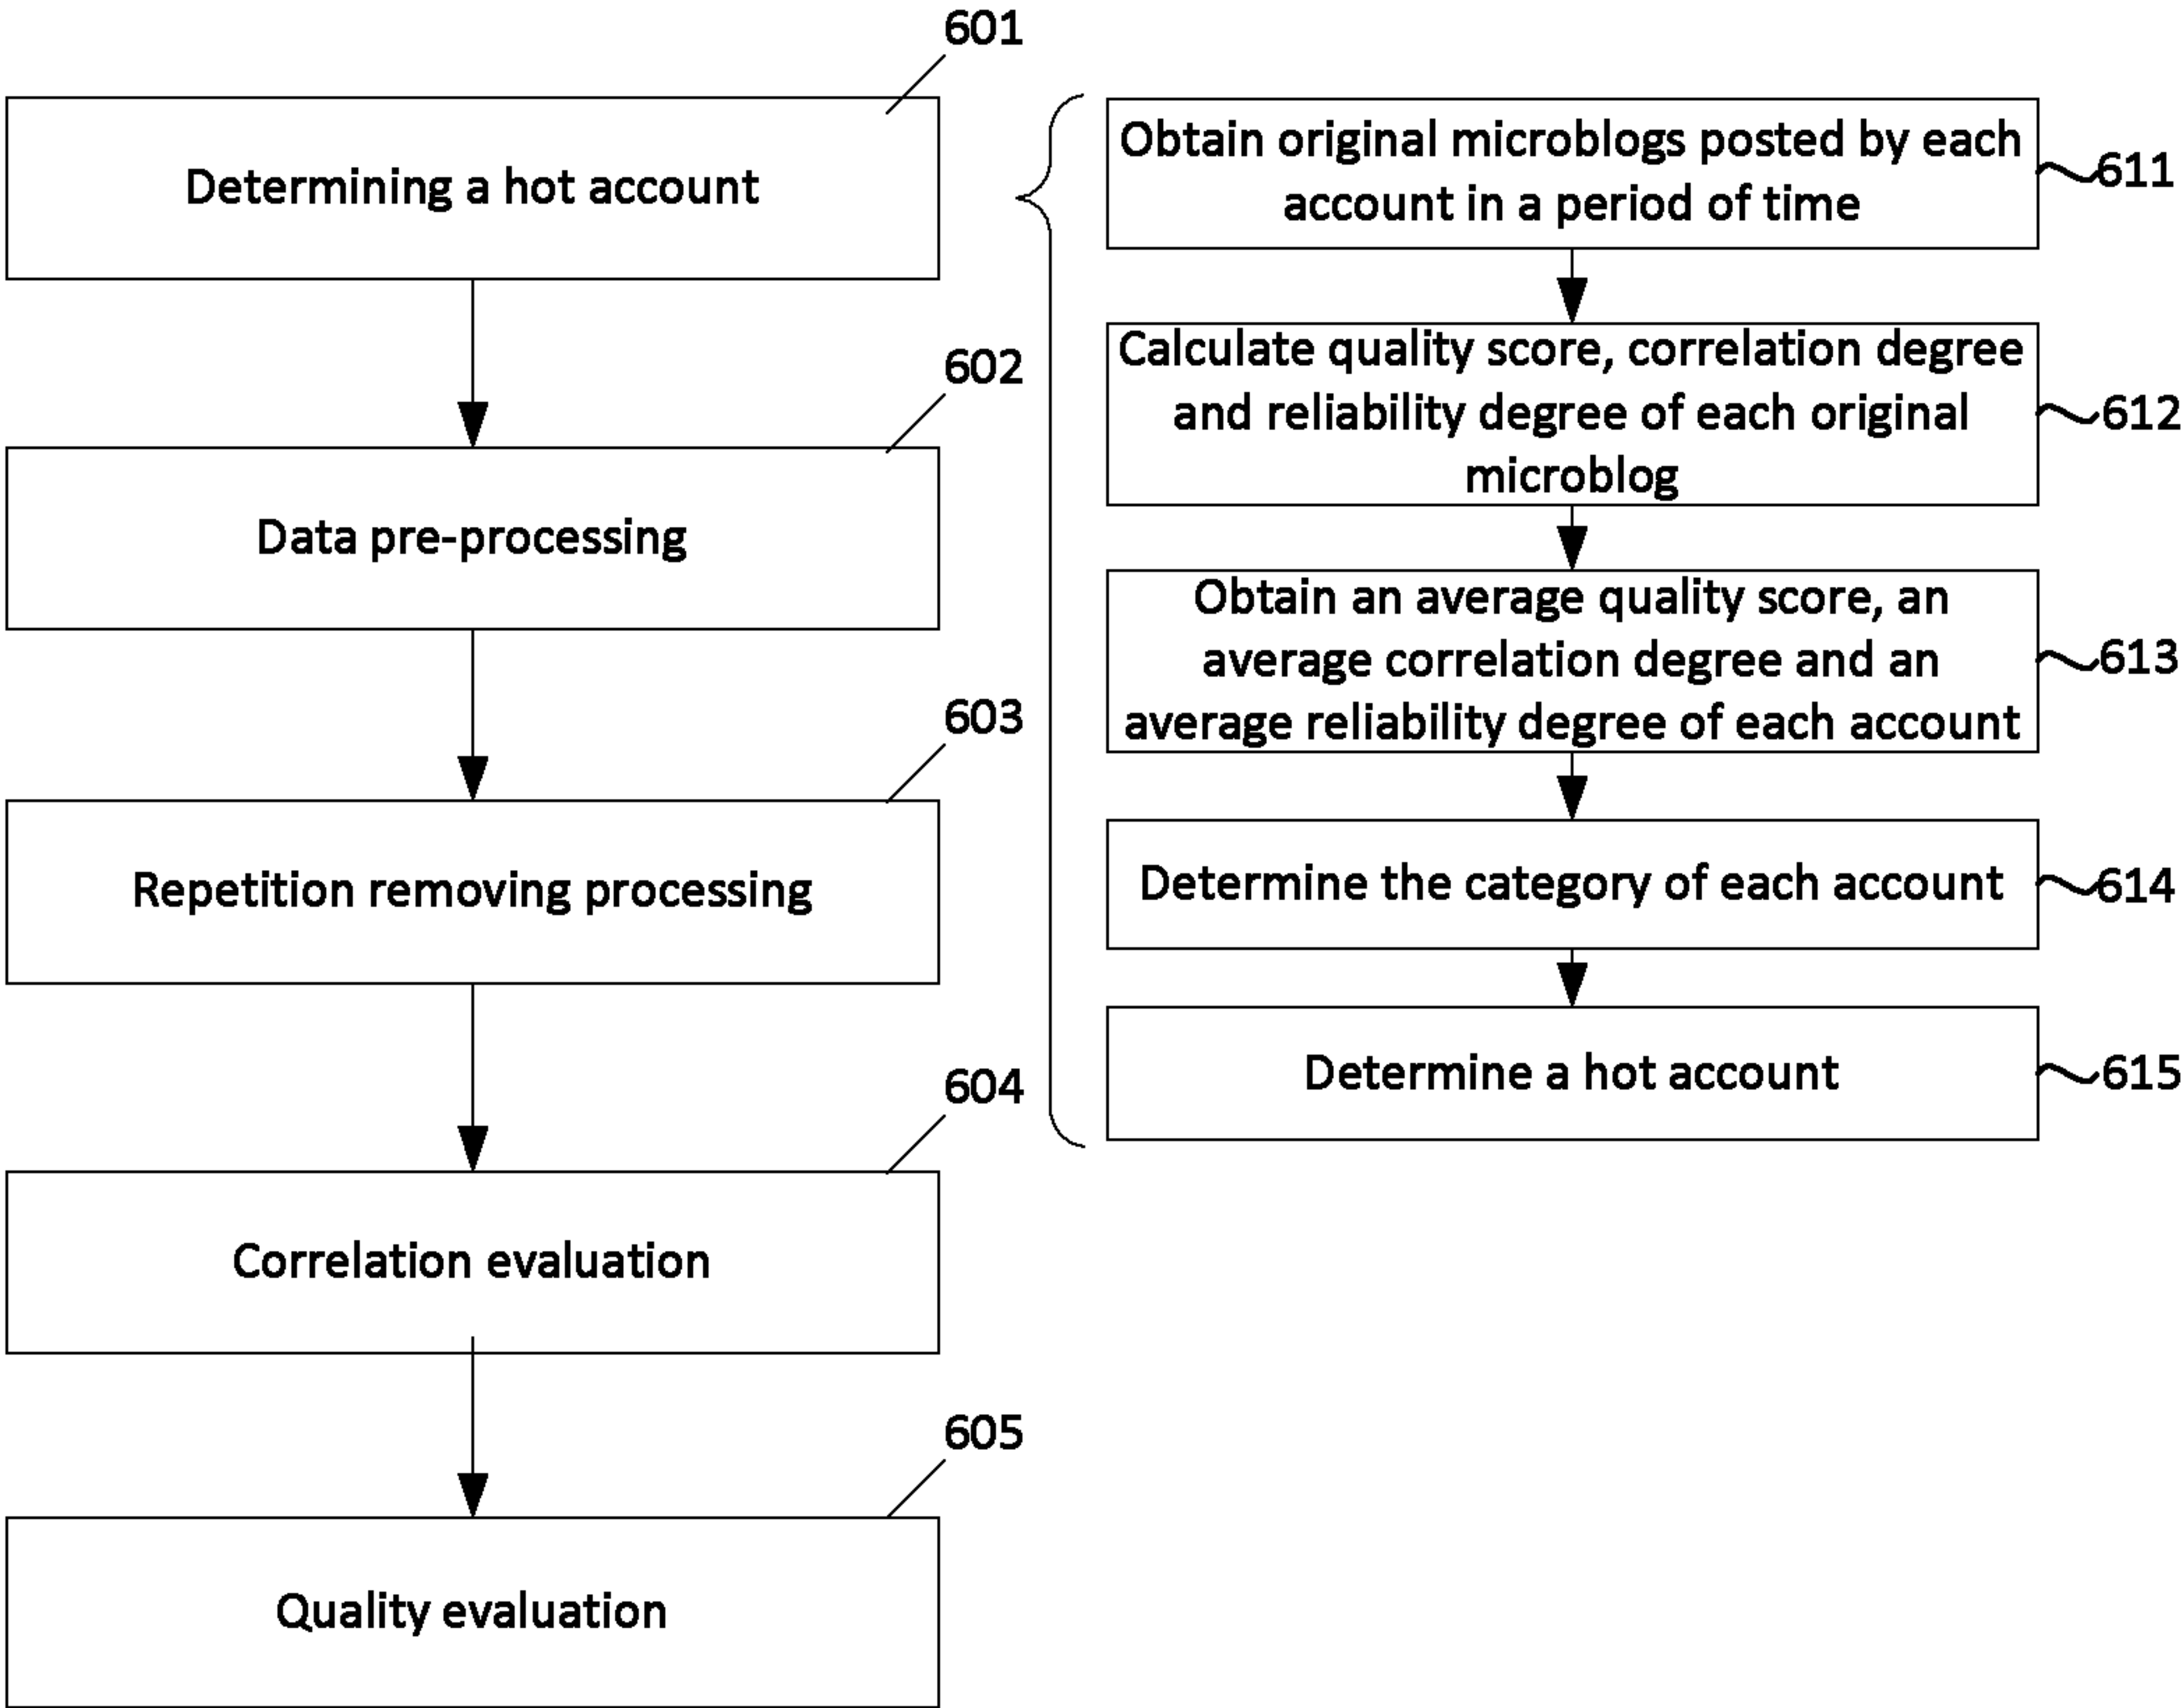 601
Determining a hot account
602
Data pre-processing
603
Repetition removing processing
604
Correlation evaluation
605
Quality evaluation
Obtain original microblogs posted by each
account in a period of time
611
Calculate quality score, correlation degree
and reliability degree of each original
microblog
612
Obtain an average quality score, an
average correlation degree and an
average reliability degree of each account
613
Determine the category of each account
614
Determine a hot account
615